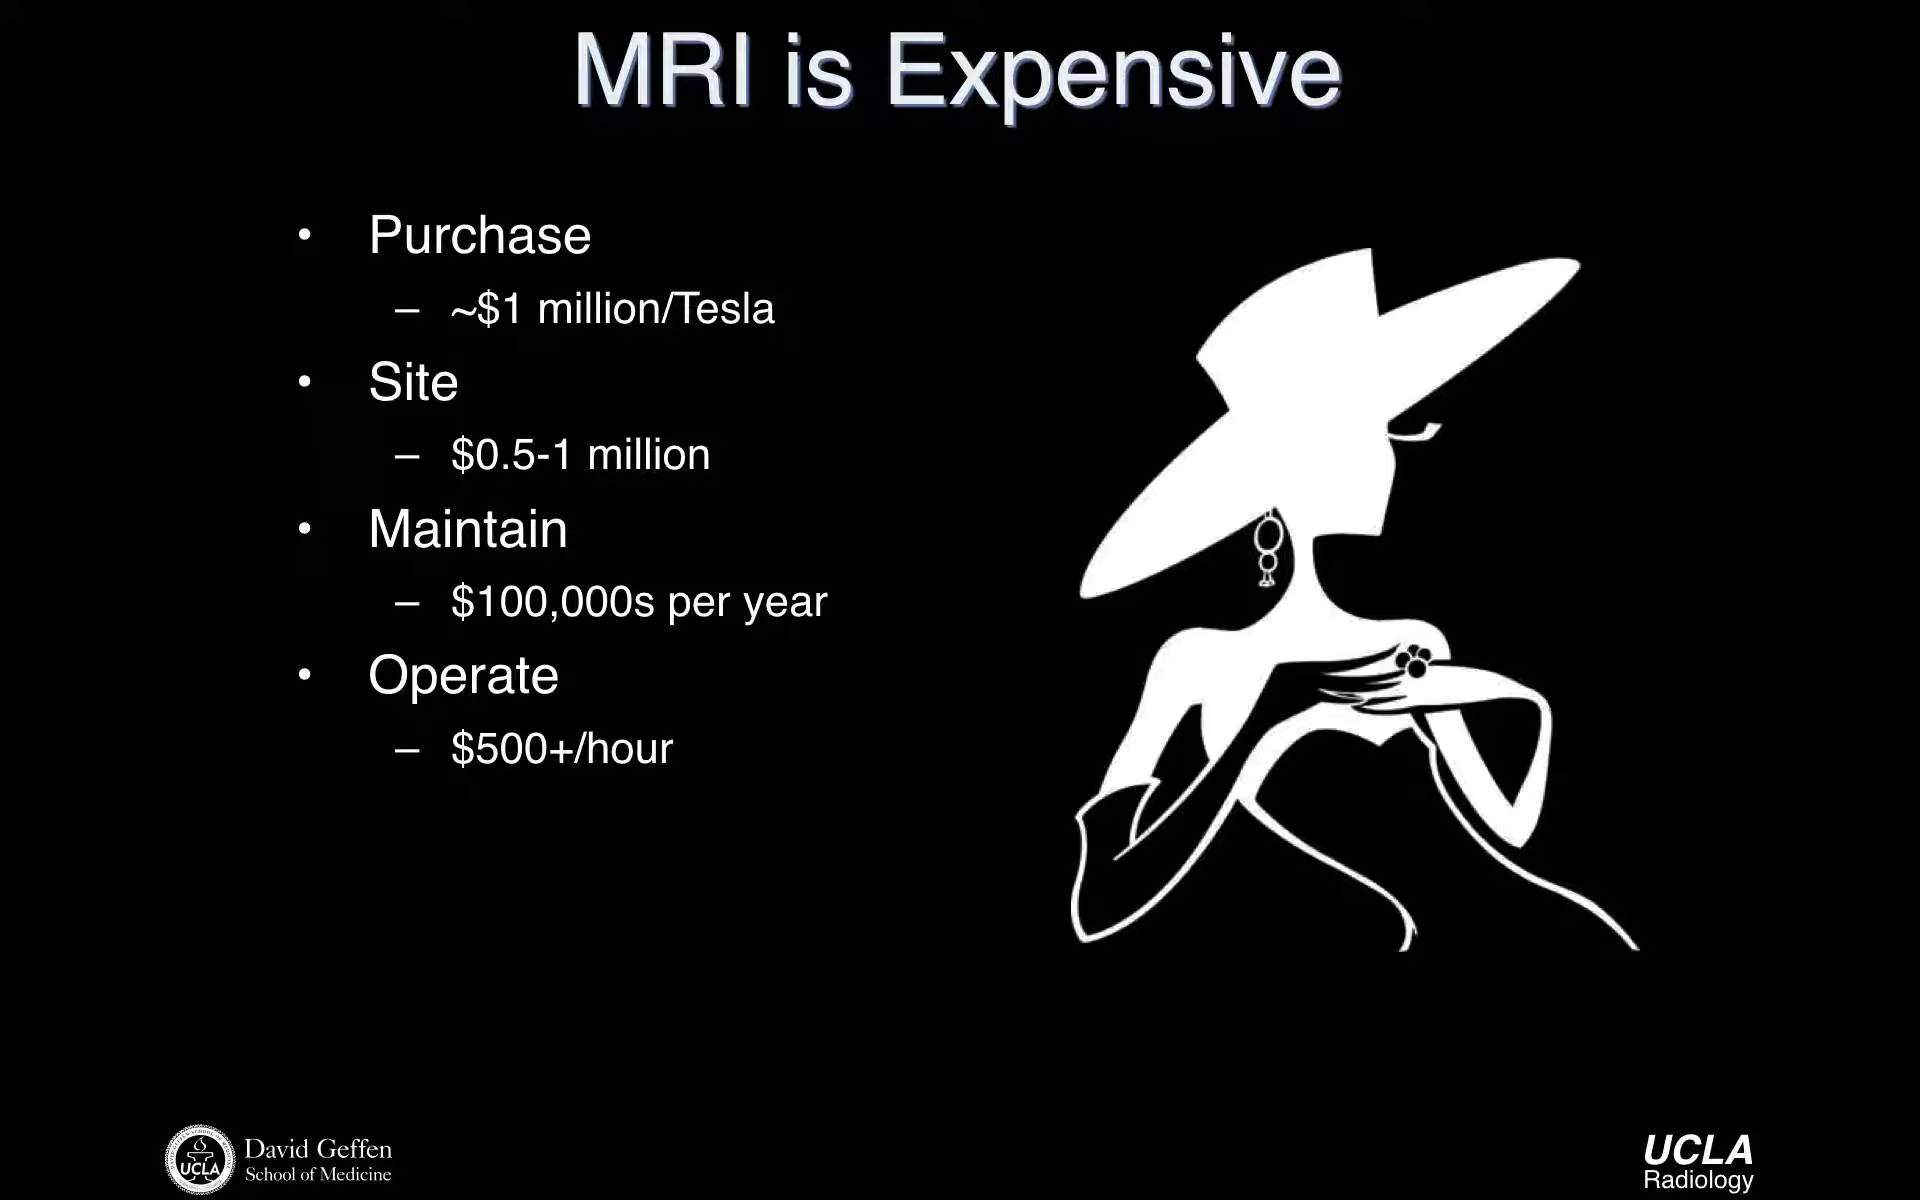 MRI is Expensive
• Purchase
– ~$1 million/Tesla
• Site
– $0.5-1 million
• Maintain
– $100,000s per year
• Operate
– $500+/hour
UCLA
David Geffen
School of Medicine
UCLA
Radiology